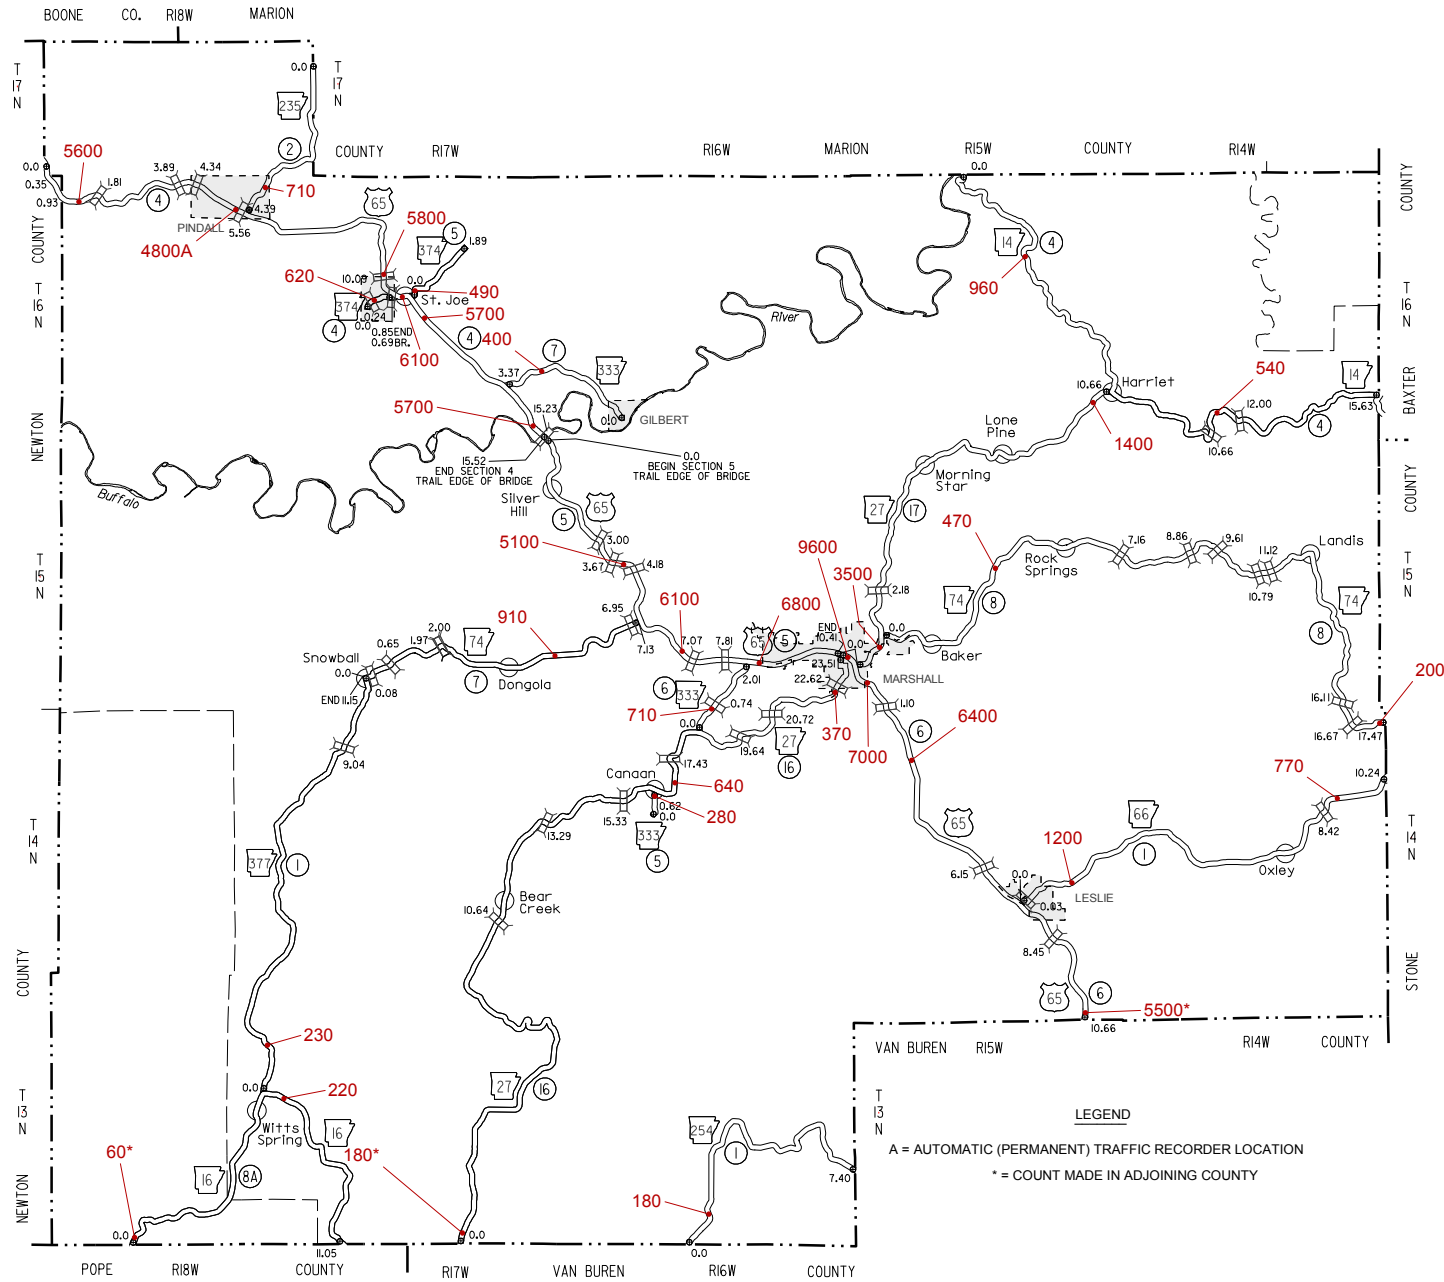 BOONE CO. R18W MARION
T 17 N
0.0
T 17 N
235
2
COUNTY R17W R16W MARION R15W COUNTY R14W
0.0
5600
0.0
0.35
0.93
1.81
3.89
4.34
4
710
4.39
PINDALL
5.56
4800A
65
5800
374
5
1.89
620
10.09
0.0
490
St. Joe
374
4
0.24
0.0
0.85END
0.69BR.
6100
5700
4
400
7
333
3.37
0.0
GILBERT
River
5700
15.23
15.52
END SECTION 4
TRAIL EDGE OF BRIDGE
0.0
BEGIN SECTION 5
TRAIL EDGE OF BRIDGE
Buffalo
Silver
Hill
65
5
3.00
5100
3.67
4.18
14
4
960
10.66
Harriet
540
14
12.00
15.63
4
10.66
1400
Lone
Pine
Morning
Star
27
17
470
2.18
Rock
Springs
7.16
8.86
9.61
11.12
10.79
Landis
74
8
74
8
0.0
Baker
9600
3500
6800
6100
6.95
7.13
7.07
7.81
65
5
END
10.41
0.0
23.51
22.62
MARSHALL
910
2.00
1.97
0.65
74
7
Dongola
Snowball
0.0
0.08
END 11.15
9.04
6
333
2.01
0.74
710
0.0
20.72
19.64
27
16
370
7000
1.10
6
6400
17.43
640
Canaan
0.62
0.0
280
333
5
15.33
13.29
16.11
16.67
17.47
200
10.24
770
8.42
66
1
1200
Oxley
65
6.15
0.0
0.03
LESLIE
8.45
65
6
5500*
10.66
377
1
Bear
Creek
10.64
230
0.0
220
Witts
Spring
16
60*
16
8A
0.0
11.05
27
16
180*
0.0
254
1
180
7.40
0.0
COUNTY
T 16 N
NEWTON
T 15 N
T 14 N
COUNTY
T 13 N
NEWTON
COUNTY
T 16 N
BAXTER
COUNTY
T 15 N
T 14 N
STONE
VAN BUREN R15W R14W COUNTY
T 13 N
LEGEND
A = AUTOMATIC (PERMANENT) TRAFFIC RECORDER LOCATION
* = COUNT MADE IN ADJOINING COUNTY
POPE R18W COUNTY R17W VAN BUREN R16W COUNTY